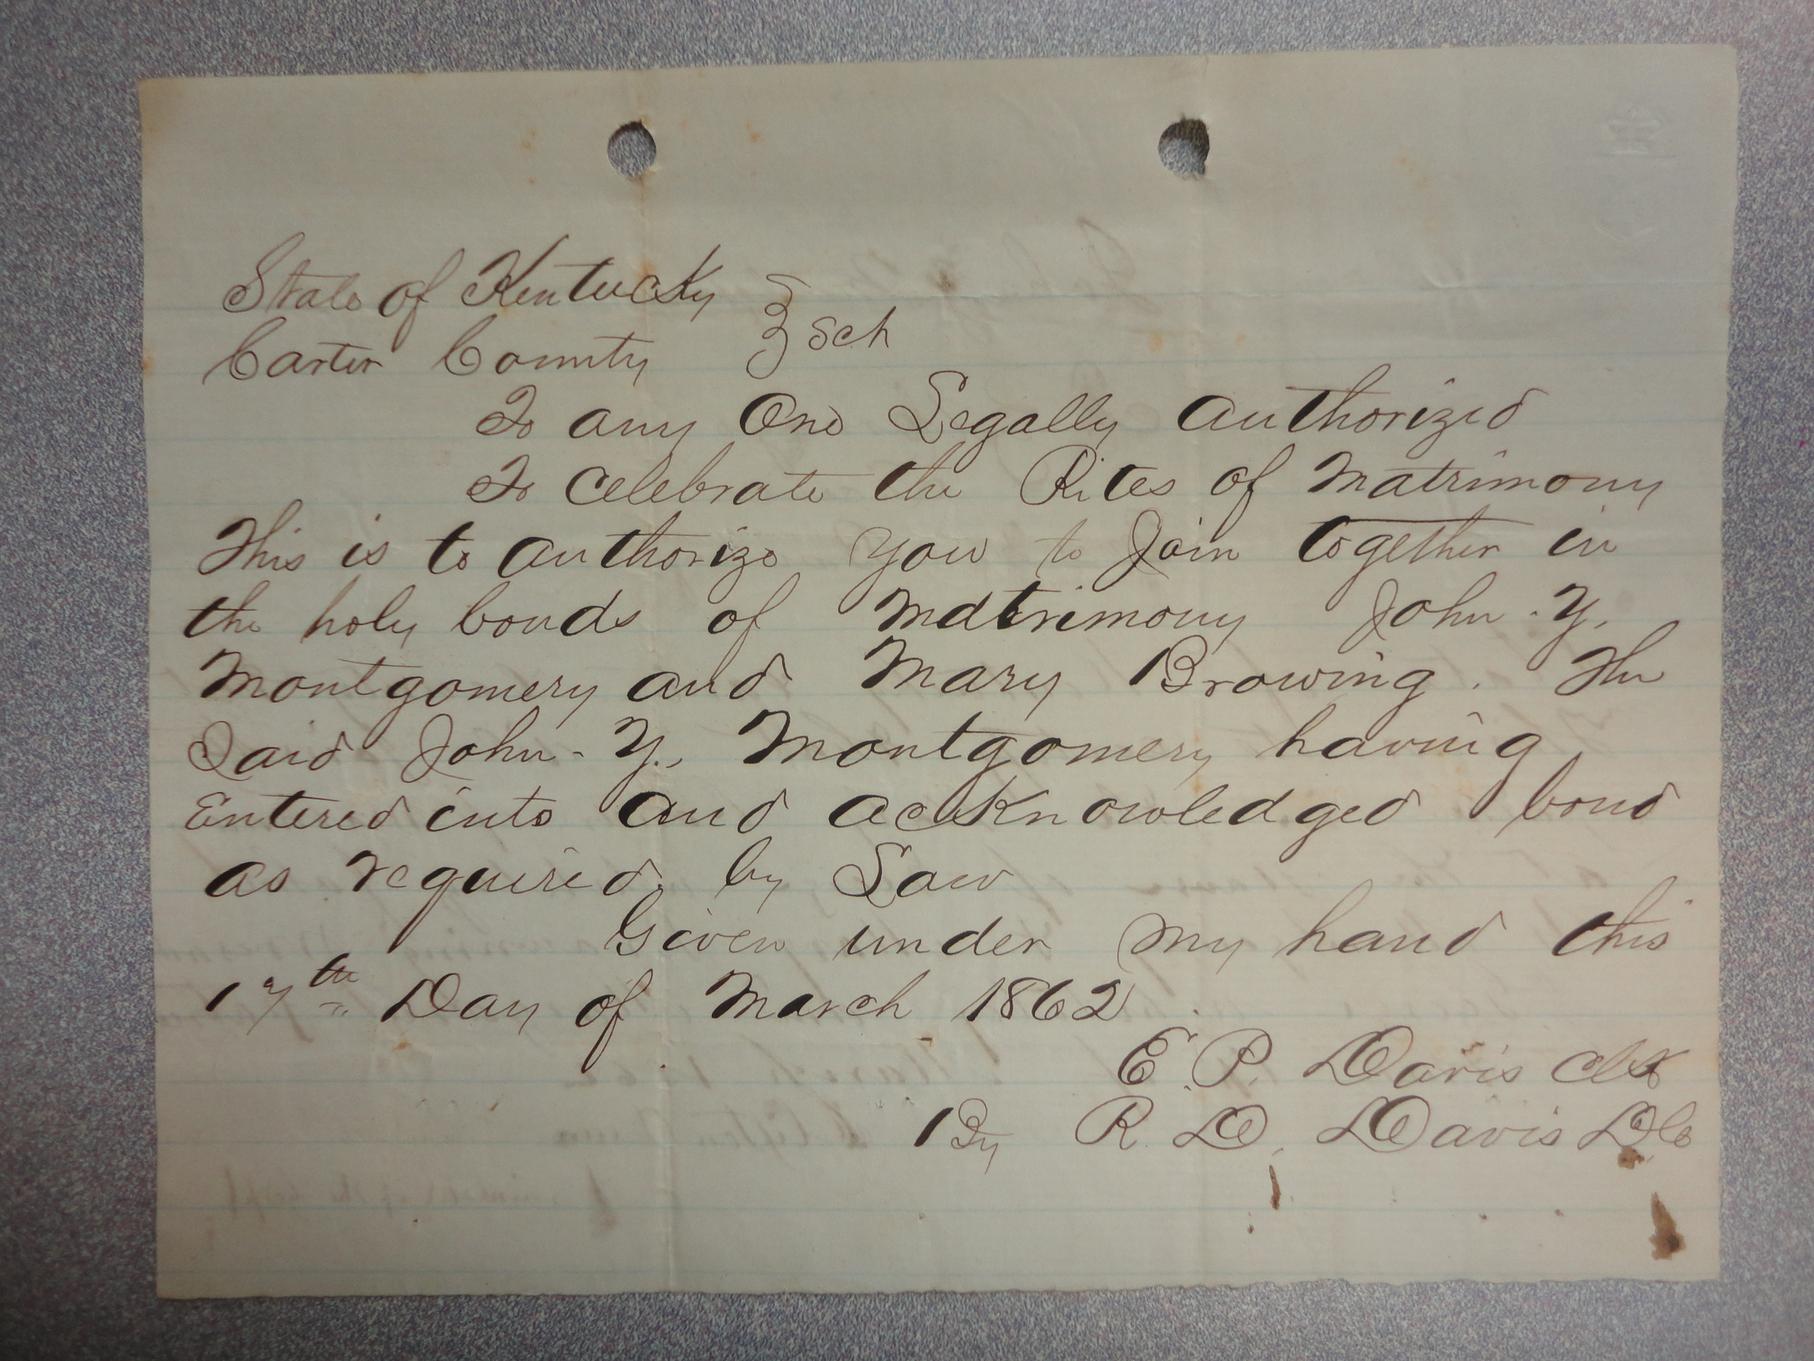 State of Kentucky
Carter County } Sch
To any One Legally authorized
To celebrate the Rites of Matrimony
This is to authorize you to Join together in
the holy bonds of Matrimony John . Y.
Montgomery and Mary Browing . The
Said John - Y., Montgomery having
Entered into and acknowledged bond
as required, by Law
Given under my hand this
17th Day of March 1862
E. P. Davis Clk
By R. D. Davis D.C